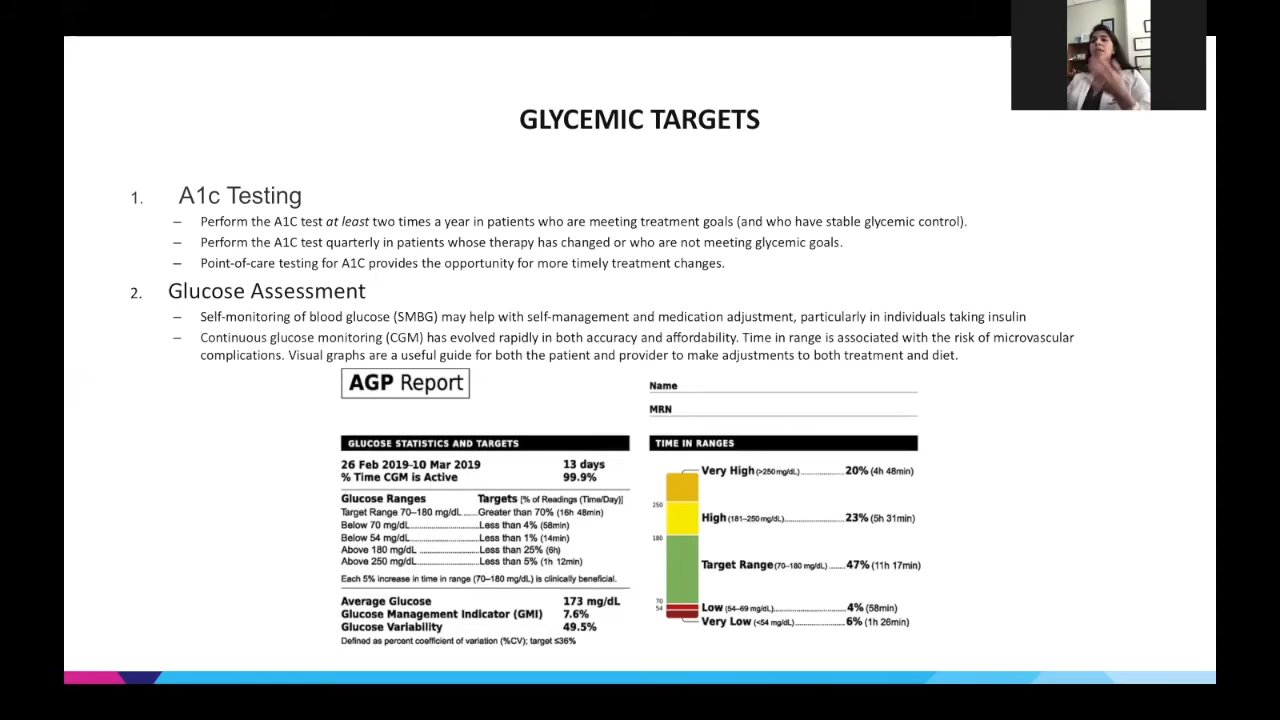 GLYCEMIC TARGETS
1. A1c Testing
– Perform the A1C test at least two times a year in patients who are meeting treatment goals (and who have stable glycemic control).
– Perform the A1C test quarterly in patients whose therapy has changed or who are not meeting glycemic goals.
– Point-of-care testing for A1C provides the opportunity for more timely treatment changes.
2. Glucose Assessment
– Self-monitoring of blood glucose (SMBG) may help with self-management and medication adjustment, particularly in individuals taking insulin
– Continuous glucose monitoring (CGM) has evolved rapidly in both accuracy and affordability. Time in range is associated with the risk of microvascular
complications. Visual graphs are a useful guide for both the patient and provider to make adjustments to both treatment and diet.
AGP Report
GLUCOSE STATISTICS AND TARGETS
26 Feb 2019-10 Mar 2019 13 days
% Time CGM is Active 99.9%
Glucose Ranges Targets [% of Readings (Time/Day)]
Target Range 70–180 mg/dL......Greater than 70% (16h 48min)
Below 70 mg/dL..........................Less than 4% (58min)
Below 54 mg/dL..........................Less than 1% (14min)
Above 180 mg/dL ......................Less than 25% (6h)
Above 250 mg/dL.......................Less than 5% (1h 12min)
Each 5% increase in time in range (70–180 mg/dL) is clinically beneficial.
Average Glucose 173 mg/dL
Glucose Management Indicator (GMI) 7.6%
Glucose Variability 49.5%
Defined as percent coefficient of variation (%CV); target ≤36%
Name
MRN
TIME IN RANGES
Very High (>250 mg/dL)................20% (4h 48min)
250
High (181–250 mg/dL)......................23% (5h 31min)
180
Target Range (70–180 mg/dL) ......47% (11h 17min)
70
Low (54–69 mg/dL)..........................4% (58min)
54
Very Low (<54 mg/dL)..................6% (1h 26min)